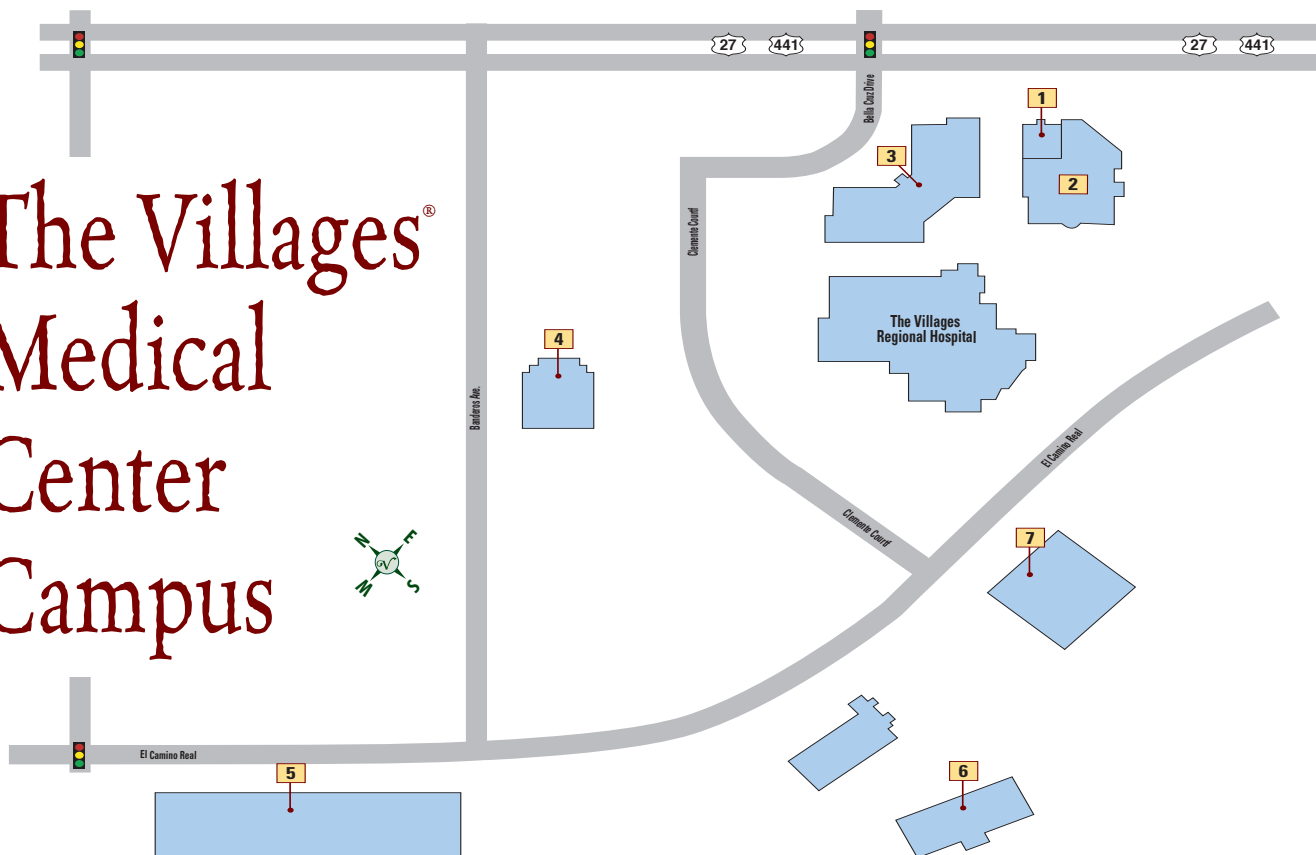 27
441
27
441
Bella Cruz Drive
1
3
2
The Villages®
Medical
Center
Campus
Clemente Court
The Villages
Regional Hospital
4
Banderos Ave.
El Camino Real
Clemente Court
N
E
S
W
V
7
El Camino Real
5
6